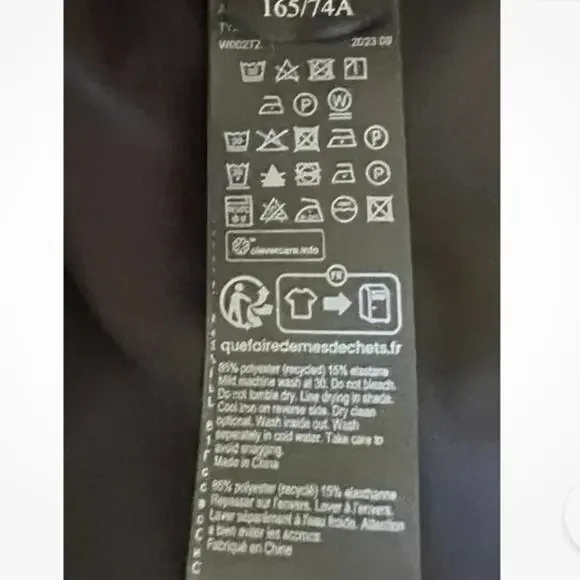 165/74A
2023 09
clevercare.info
FR
quefairedemesdechets.fr
85% polyester (recycled) 15% elastane
Mild machine wash at 30. Do not bleach.
Do not tumble dry. Line drying in shade.
Cool iron on reverse side. Dry clean
optional. Wash inside out. Wash
separately in cold water. Take care to
avoid snagging.
Made in China
85% polyester (recyclé) 15% élasthanne
Repasser sur l'envers. Laver à l'envers.
Laver séparément à l'eau froide. Attention
à bien éviter les accrocs.
Fabriqué en Chine